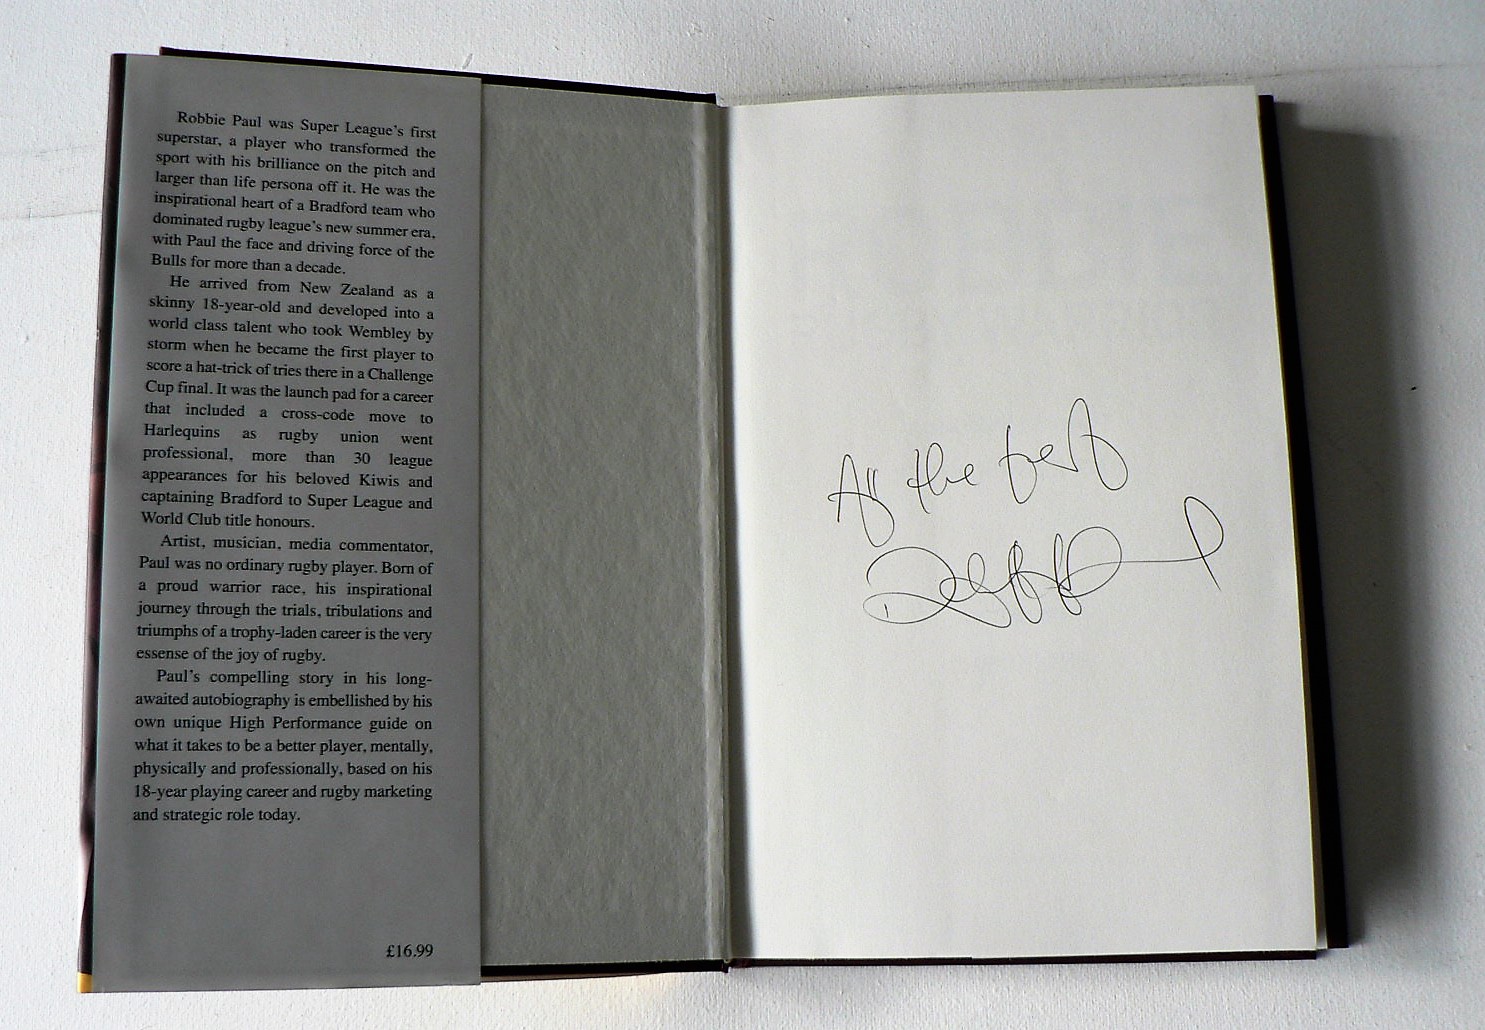 Robbie Paul was Super League's first
superstar, a player who transformed the
sport with his brilliance on the pitch and
larger than life persona off it. He was the
inspirational heart of a Bradford team who
dominated rugby league's new summer era,
with Paul the face and driving force of the
Bulls for more than a decade.
He arrived from New Zealand as a
skinny 18-year-old and developed into a
world class talent who took Wembley by
storm when he became the first player to
score a hat-trick of tries there in a Challenge
Cup final. It was the launch pad for a career
that included a cross-code move to
Harlequins as rugby union went
professional, more than 30 league
appearances for his beloved Kiwis and
captaining Bradford to Super League and
World Club title honours.
Artist, musician, media commentator,
Paul was no ordinary rugby player. Born of
a proud warrior race, his inspirational
journey through the trials, tribulations and
triumphs of a trophy-laden career is the very
essense of the joy of rugby.
Paul's compelling story in his long-
awaited autobiography is embellished by his
own unique High Performance guide on
what it takes to be a better player, mentally,
physically and professionally, based on his
18-year playing career and rugby marketing
and strategic role today.
£16.99
All the best